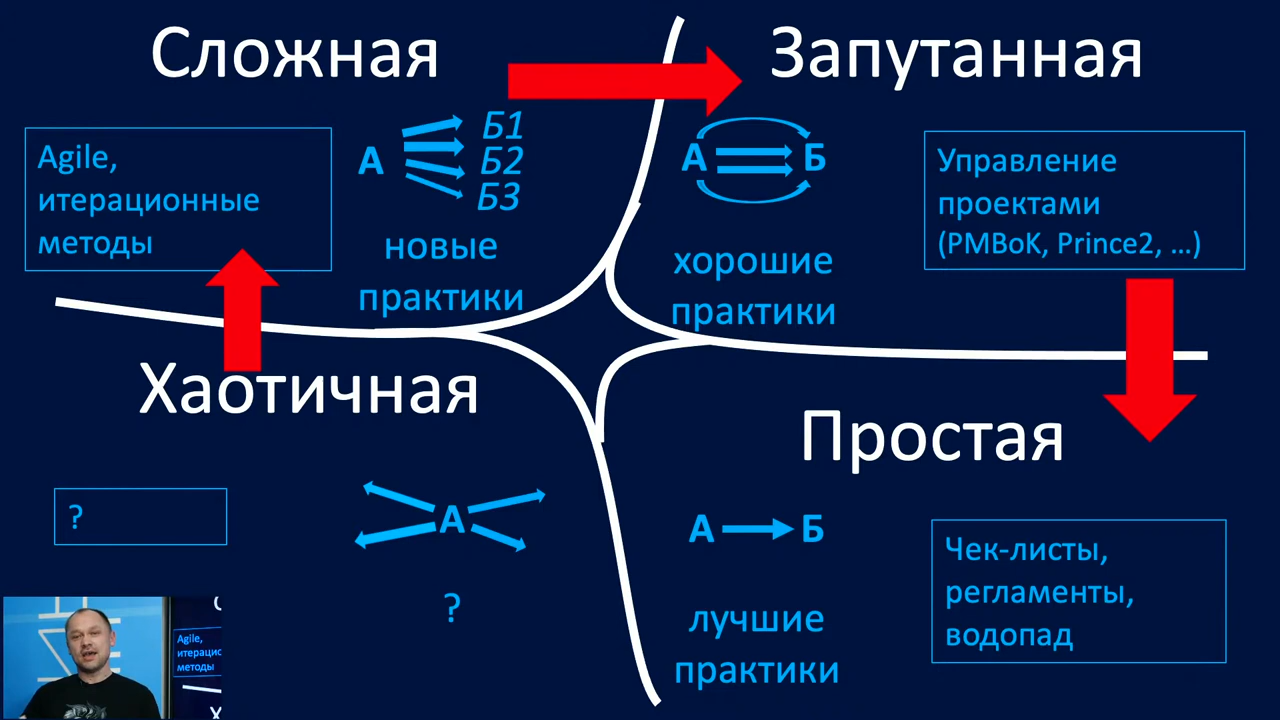 Сложная
Запутанная
Agile,
итерационные
методы
А
Б1
Б2
Б3
новые
практики
А
Б
хорошие
практики
Управление
проектами
(PMBoK, Prince2, ...)
Хаотичная
?
А
?
Простая
А
Б
лучшие
практики
Чек-листы,
регламенты,
водопад
Agile,
итерацио
методы